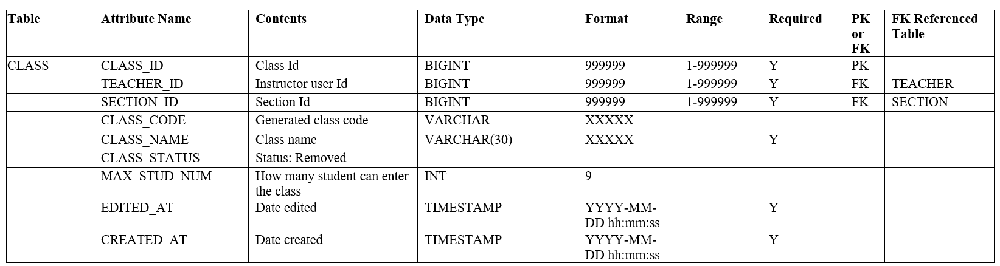 Table Attribute Name Contents Data Type Format Range Required PK or FK FK Referenced Table
CLASS CLASS_ID Class Id BIGINT 999999 1-999999 Y PK
TEACHER_ID Instructor user Id BIGINT 999999 1-999999 Y FK TEACHER
SECTION_ID Section Id BIGINT 999999 1-999999 Y FK SECTION
CLASS_CODE Generated class code VARCHAR XXXXX
CLASS_NAME Class name VARCHAR(30) XXXXX Y
CLASS_STATUS Status: Removed
MAX_STUD_NUM How many student can enter the class INT 9
EDITED_AT Date edited TIMESTAMP YYYY-MM-DD hh:mm:ss Y
CREATED_AT Date created TIMESTAMP YYYY-MM-DD hh:mm:ss Y